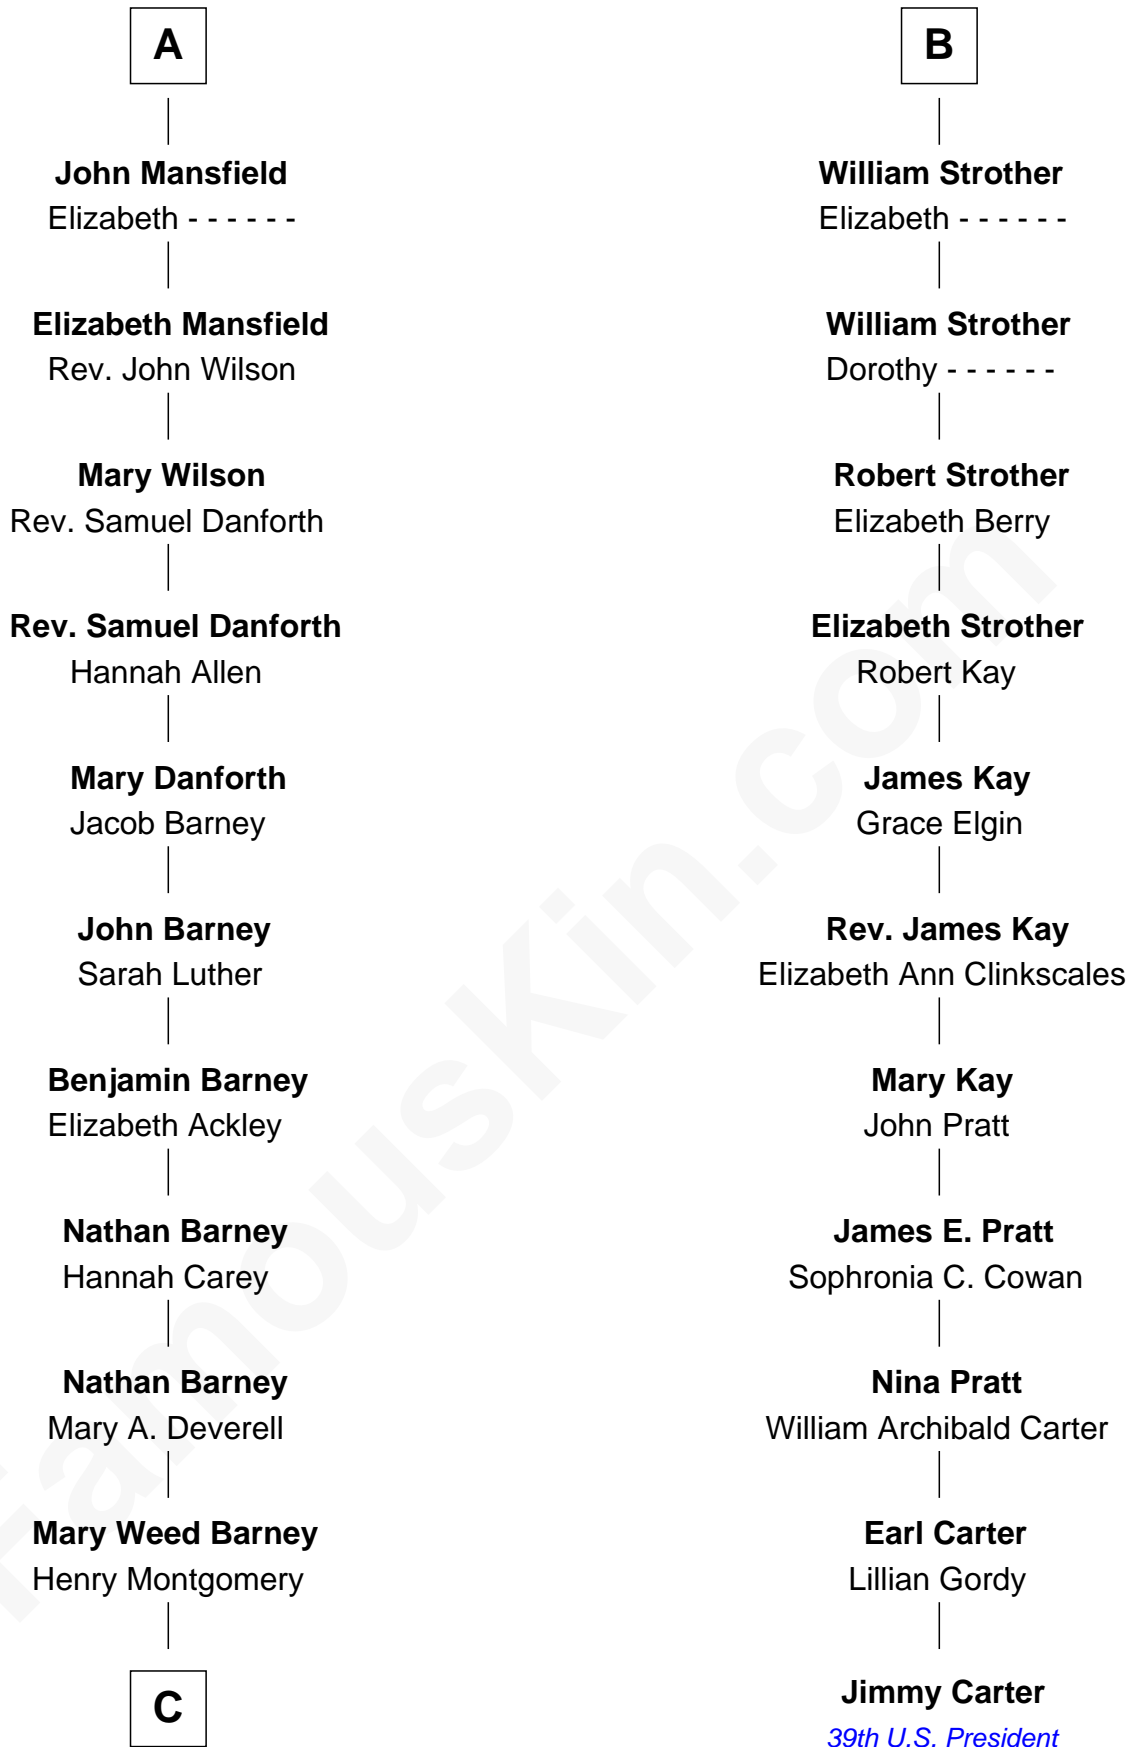 A
John Mansfield
Elizabeth - - - - - -
Elizabeth Mansfield
Rev. John Wilson
Mary Wilson
Rev. Samuel Danforth
Rev. Samuel Danforth
Hannah Allen
Mary Danforth
Jacob Barney
John Barney
Sarah Luther
Benjamin Barney
Elizabeth Ackley
Nathan Barney
Hannah Carey
Nathan Barney
Mary A. Deverell
Mary Weed Barney
Henry Montgomery
C
B
William Strother
Elizabeth - - - - - -
William Strother
Dorothy - - - - - -
Robert Strother
Elizabeth Berry
Elizabeth Strother
Robert Kay
James Kay
Grace Elgin
Rev. James Kay
Elizabeth Ann Clinkscales
Mary Kay
John Pratt
James E. Pratt
Sophronia C. Cowan
Nina Pratt
William Archibald Carter
Earl Carter
Lillian Gordy
Jimmy Carter
39th U.S. President
FamousKin.com